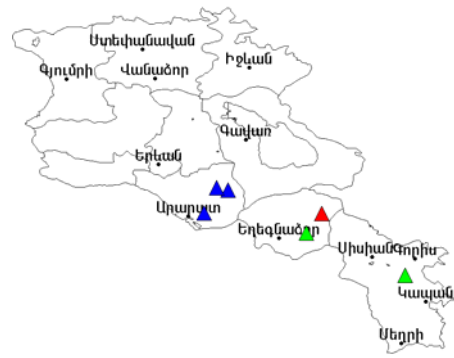 Ստեփանավան
Գյումրի
Վանաձոր
Իջևան
Գավառ
Երևան
Արարատ
Եղեգնաձոր
Սիսիան
Գորիս
Կապան
Մեղրի